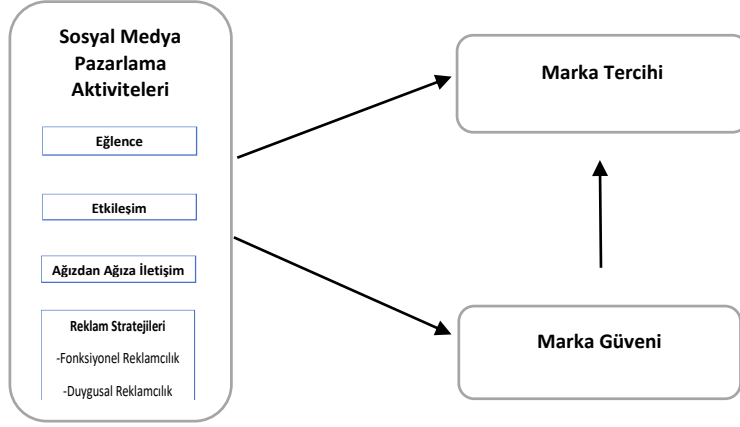 Sosyal Medya
Pazarlama
Aktiviteleri
Eğlence
Etkileşim
Ağızdan Ağıza İletişim
Reklam Stratejileri
-Fonksiyonel Reklamcılık
-Duygusal Reklamcılık
Marka Tercihi
Marka Güveni